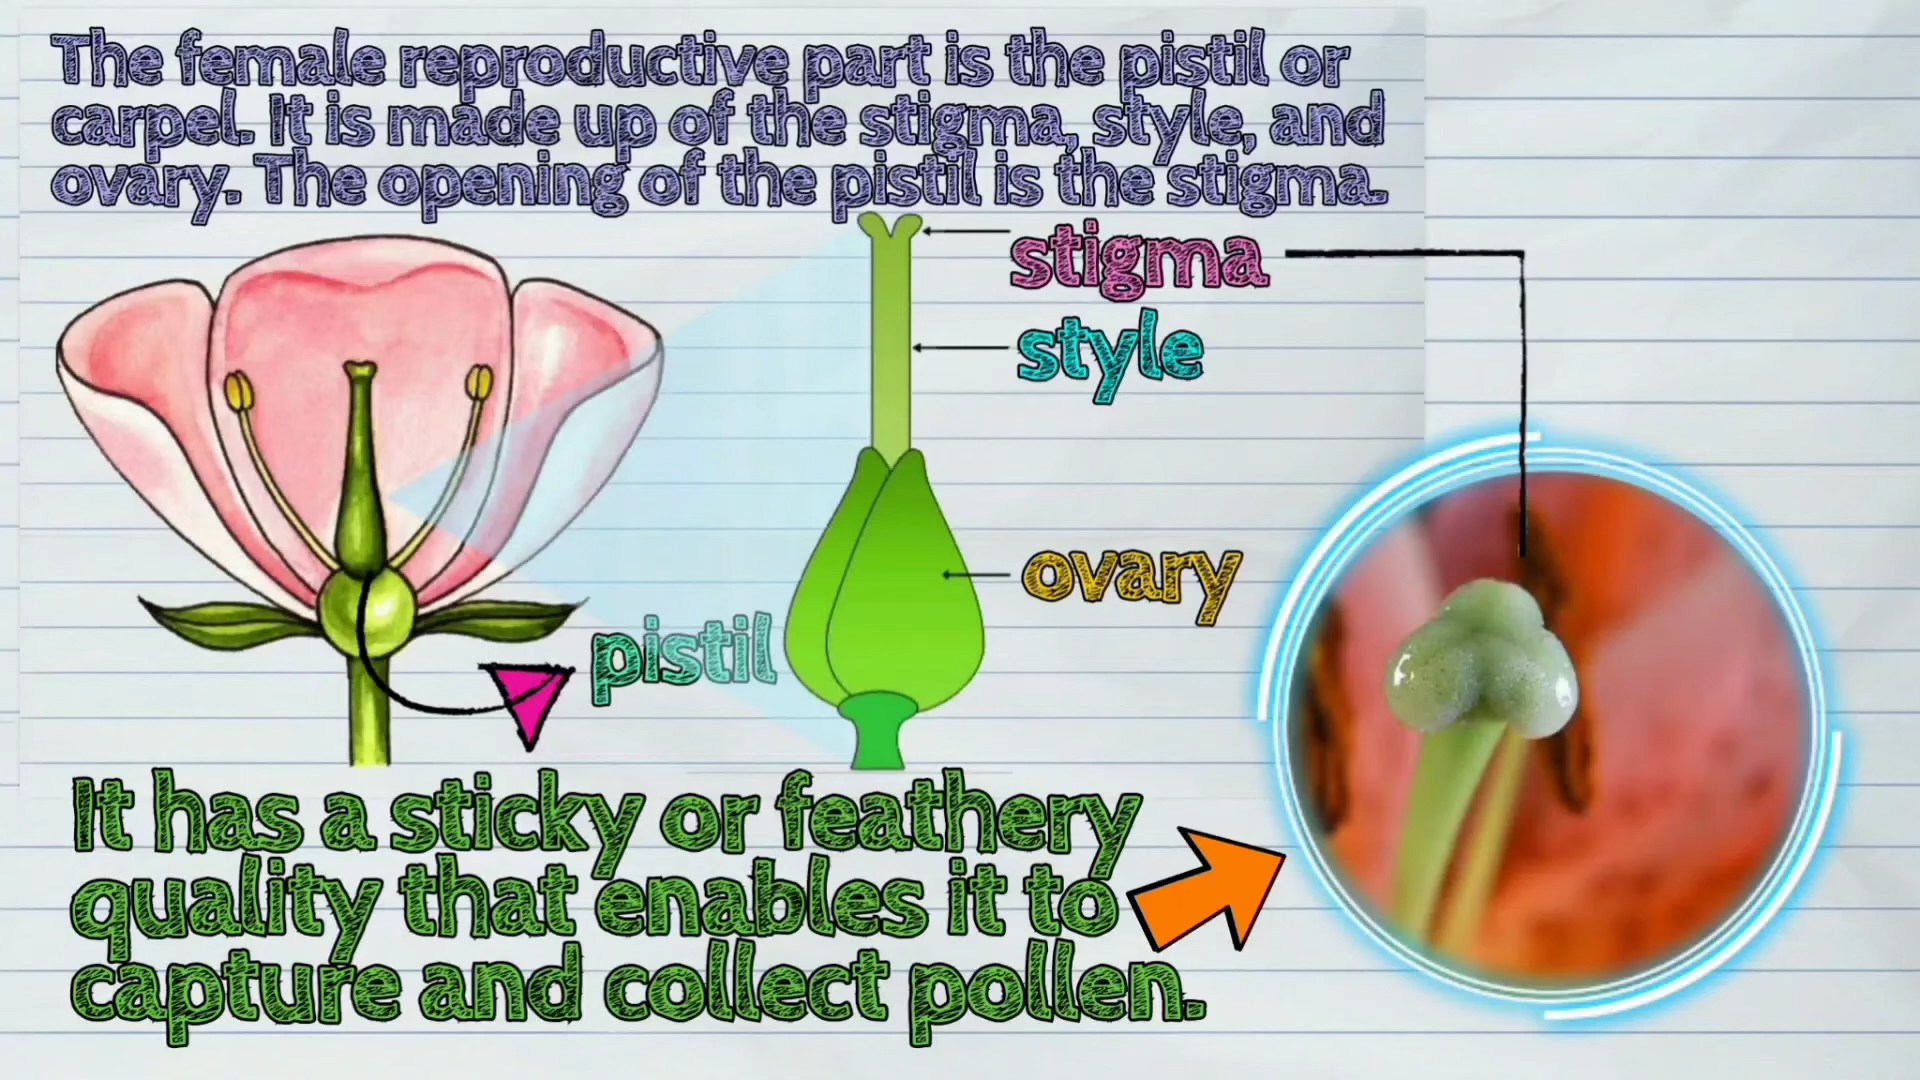 The female reproductive part is the pistil or
carpel. It is made up of the stigma, style, and
ovary. The opening of the pistil is the stigma.
stigma
style
ovary
pistil
It has a sticky or feathery
quality that enables it to
capture and collect pollen.